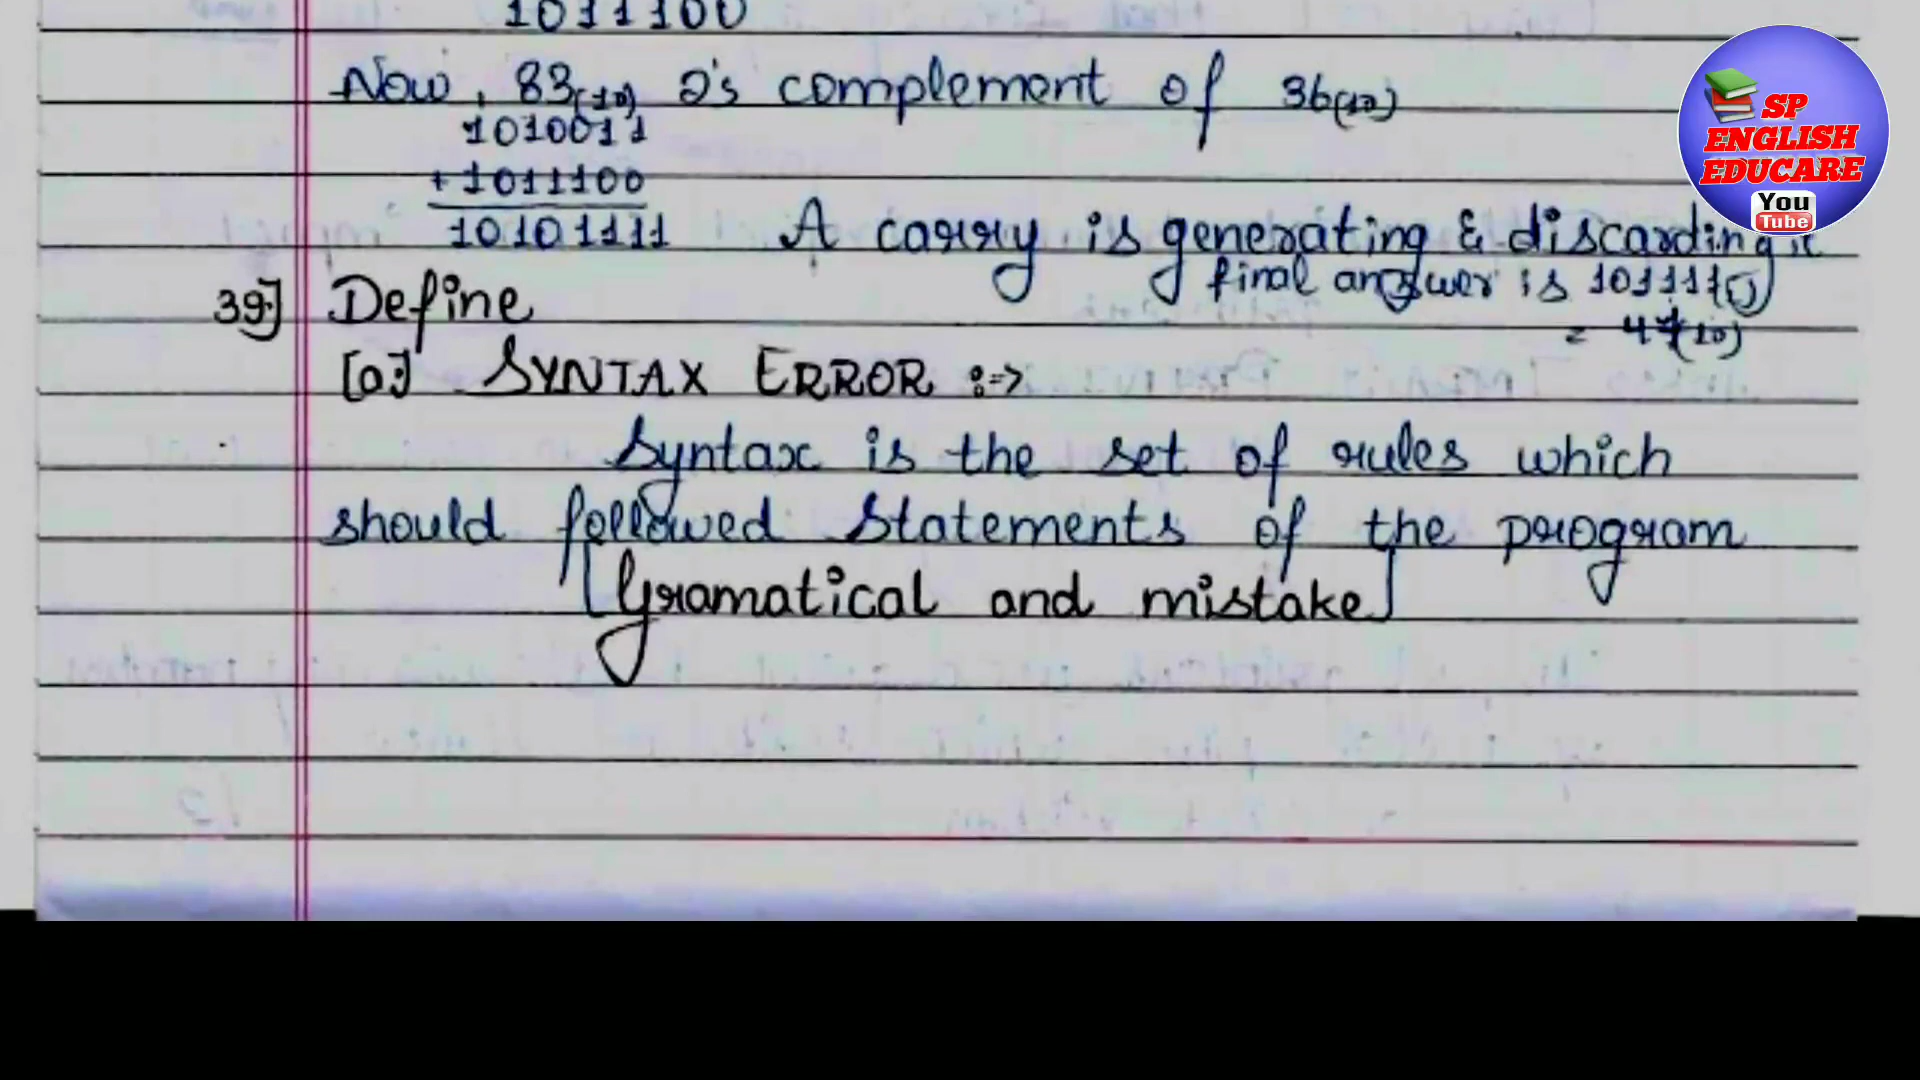 1011100
Now, 83(10) 2's complement of 36(10)
1010011
+1011100
10101111 A carry is generating & discarding it
final answer is 101111(2)
= 47(10)
39.] Define
[a.] SYNTAX ERROR :->
Syntax is the set of rules which
should followed statements of the program
[Gramatical and mistake]
SP
ENGLISH
EDUCARE
You
Tube